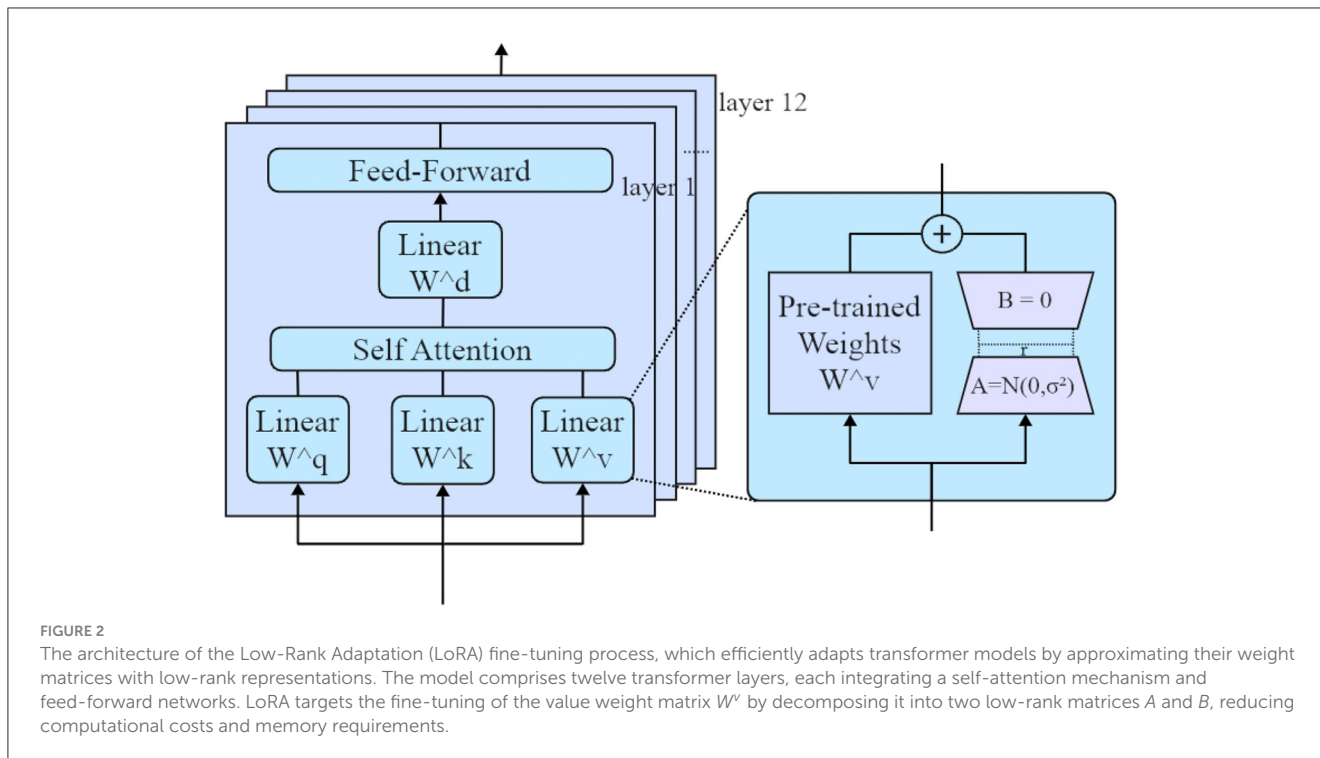 layer 12
Feed-Forward
layer 1
Linear
W^d
Self Attention
Linear
W^q
Linear
W^k
Linear
W^v
Pre-trained
Weights
W^v
B = 0
r
A=N(0,σ²)
FIGURE 2
The architecture of the Low-Rank Adaptation (LoRA) fine-tuning process, which efficiently adapts transformer models by approximating their weight
matrices with low-rank representations. The model comprises twelve transformer layers, each integrating a self-attention mechanism and
feed-forward networks. LoRA targets the fine-tuning of the value weight matrix Wᵛ by decomposing it into two low-rank matrices A and B, reducing
computational costs and memory requirements.